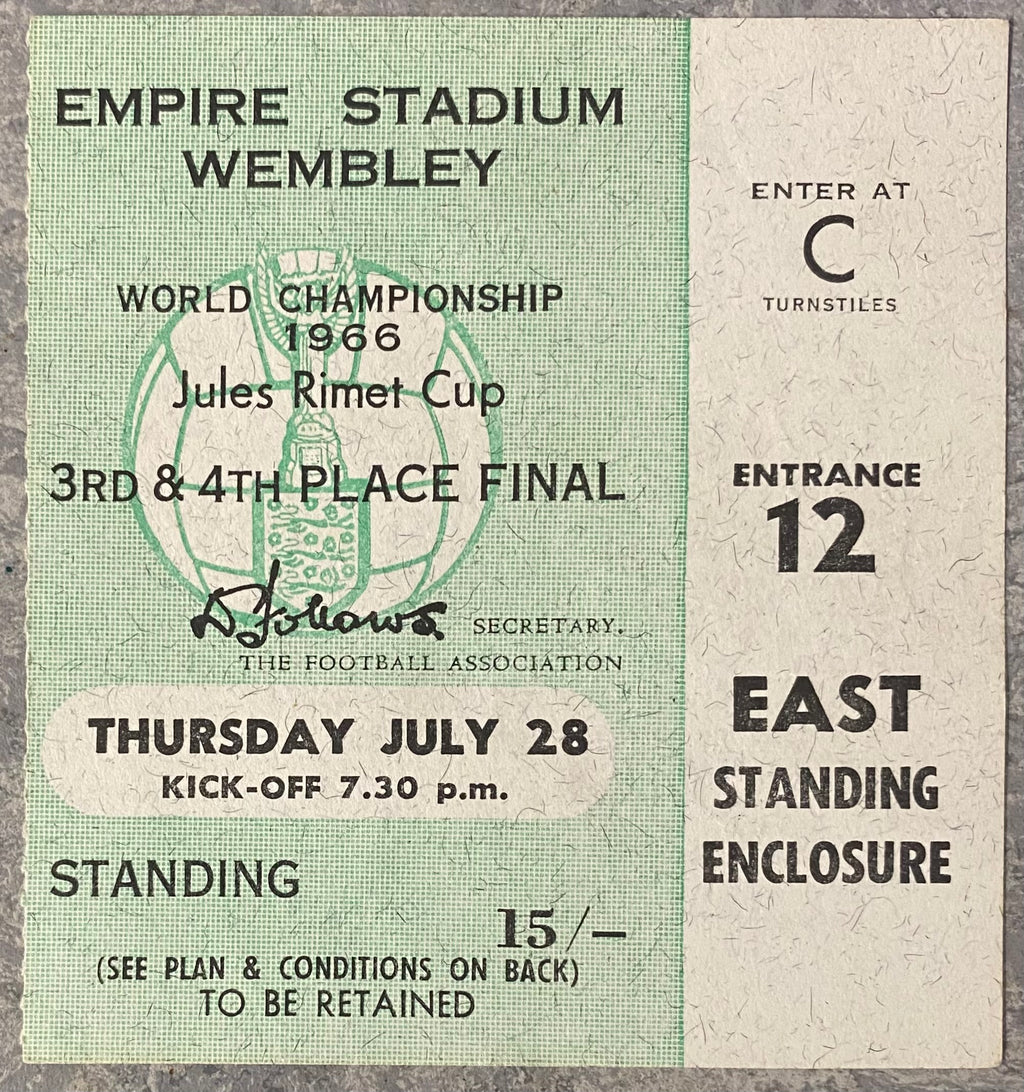 EMPIRE STADIUM
WEMBLEY
WORLD CHAMPIONSHIP
1966
Jules Rimet Cup
3RD & 4TH PLACE FINAL
D Follows SECRETARY.
THE FOOTBALL ASSOCIATION
THURSDAY JULY 28
KICK-OFF 7.30 p.m.
STANDING
15/–
(SEE PLAN & CONDITIONS ON BACK)
TO BE RETAINED
ENTER AT
C
TURNSTILES
ENTRANCE
12
EAST
STANDING
ENCLOSURE